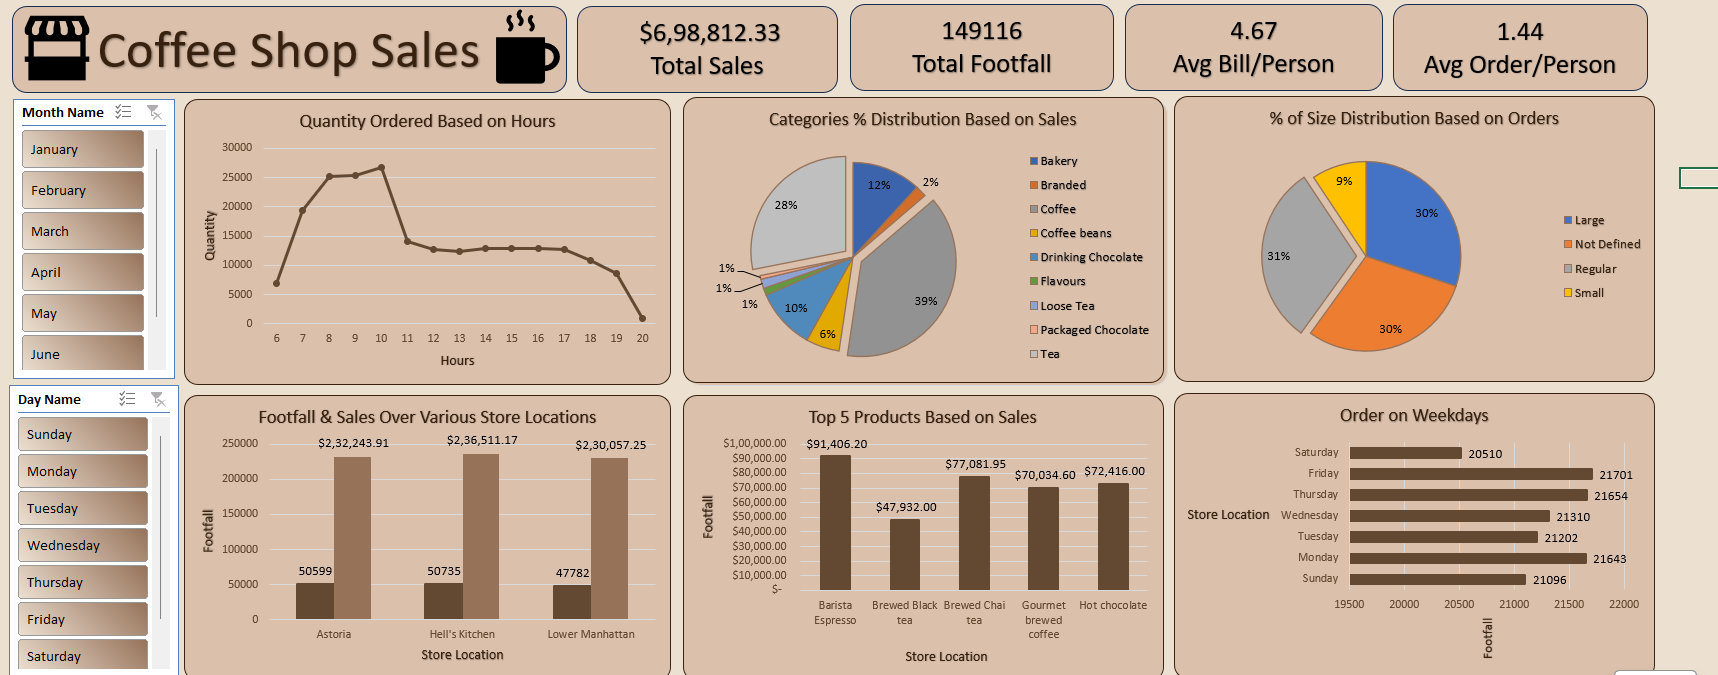 Coffee Shop Sales
$6,98,812.33
Total Sales
149116
Total Footfall
4.67
Avg Bill/Person
1.44
Avg Order/Person
Month Name
January
February
March
April
May
June
Quantity Ordered Based on Hours
30000
25000
20000
15000
10000
5000
0
Quantity
6 7 8 9 10 11 12 13 14 15 16 17 18 19 20
Hours
Categories % Distribution Based on Sales
12%
2%
39%
6%
10%
1%
1%
1%
28%
Bakery
Branded
Coffee
Coffee beans
Drinking Chocolate
Flavours
Loose Tea
Packaged Chocolate
Tea
% of Size Distribution Based on Orders
30%
30%
31%
9%
Large
Not Defined
Regular
Small
Day Name
Sunday
Monday
Tuesday
Wednesday
Thursday
Friday
Saturday
Footfall & Sales Over Various Store Locations
250000
200000
150000
100000
50000
0
Footfall
$2,32,243.91
$2,36,511.17
$2,30,057.25
50599
50735
47782
Astoria Hell's Kitchen Lower Manhattan
Store Location
Top 5 Products Based on Sales
$1,00,000.00
$90,000.00
$80,000.00
$70,000.00
$60,000.00
$50,000.00
$40,000.00
$30,000.00
$20,000.00
$10,000.00
$-
Footfall
$91,406.20
$47,932.00
$77,081.95
$70,034.60
$72,416.00
Barista
Espresso
Brewed Black
tea
Brewed Chai
tea
Gourmet
brewed
coffee
Hot chocolate
Store Location
Order on Weekdays
Store Location
Saturday 20510
Friday 21701
Thursday 21654
Wednesday 21310
Tuesday 21202
Monday 21643
Sunday 21096
19500 20000 20500 21000 21500 22000
Footfall